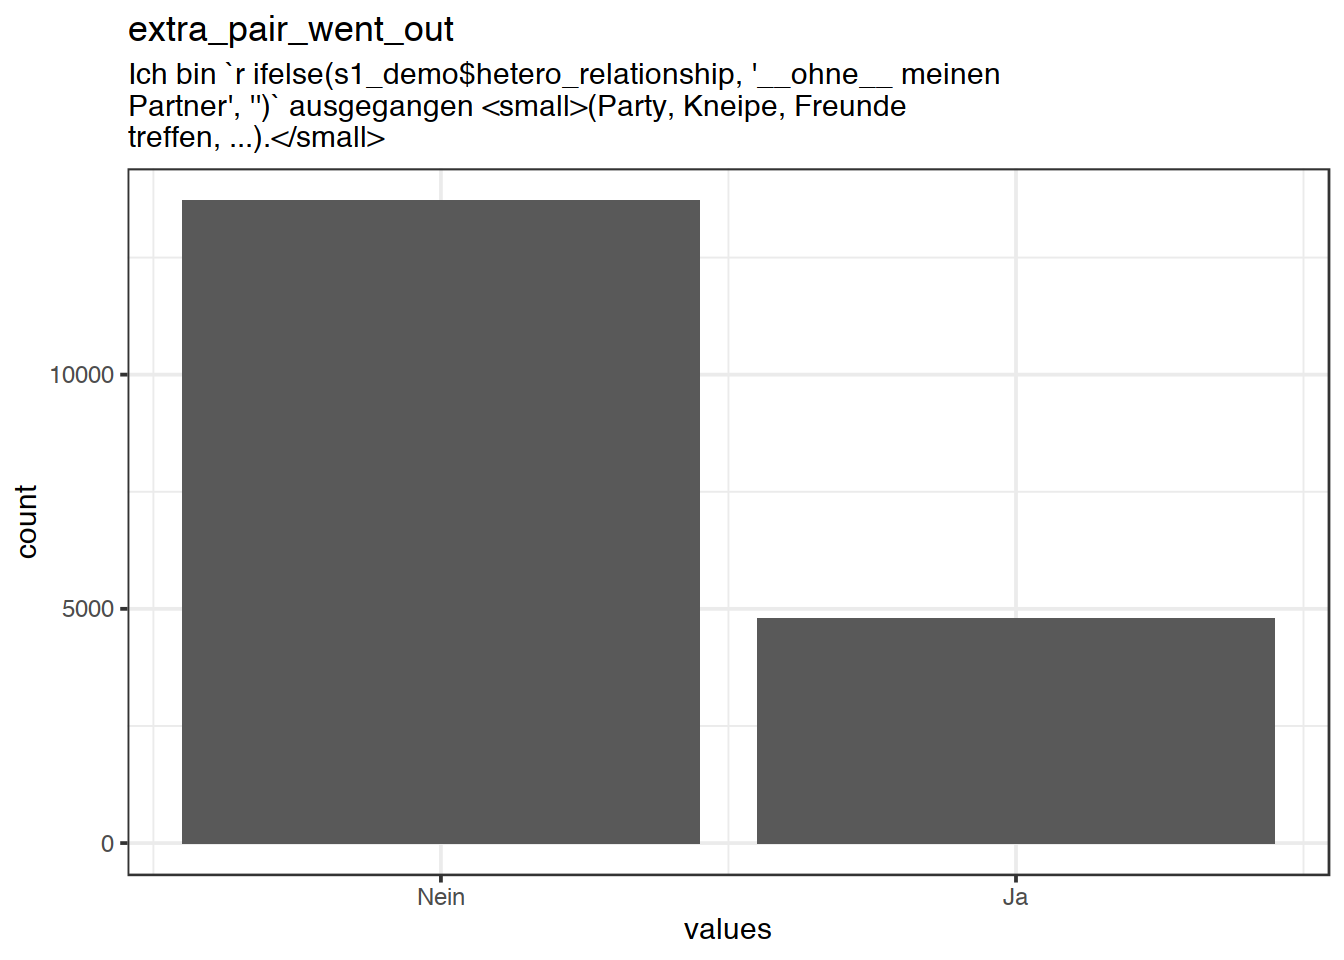 extra_pair_went_out
Ich bin `r ifelse(s1_demo$hetero_relationship, '__ohne__ meinen
Partner', '')` ausgegangen <small>(Party, Kneipe, Freunde
treffen, ...).</small>
10000
5000
0
count
Nein Ja
values